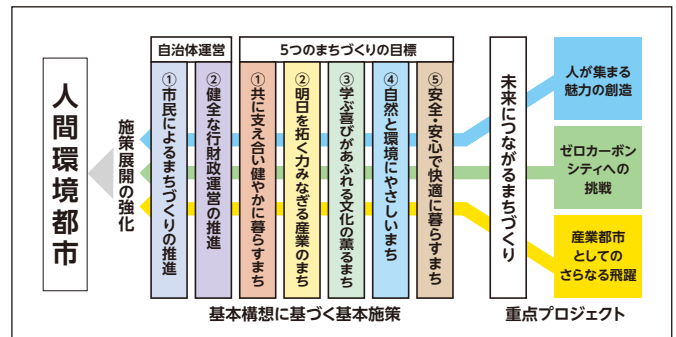 人間環境都市
施策展開の強化
自治体運営
①市民によるまちづくりの推進
②健全な行財政運営の推進
5つのまちづくりの目標
①共に支え合い健やかに暮らすまち
②明日を拓く力みなぎる産業のまち
③学ぶ喜びがあふれる文化の薫るまち
④自然と環境にやさしいまち
⑤安全・安心で快適に暮らすまち
基本構想に基づく基本施策
未来につながるまちづくり
人が集まる
魅力の創造
ゼロカーボン
シティへの
挑戦
産業都市
としての
さらなる飛躍
重点プロジェクト